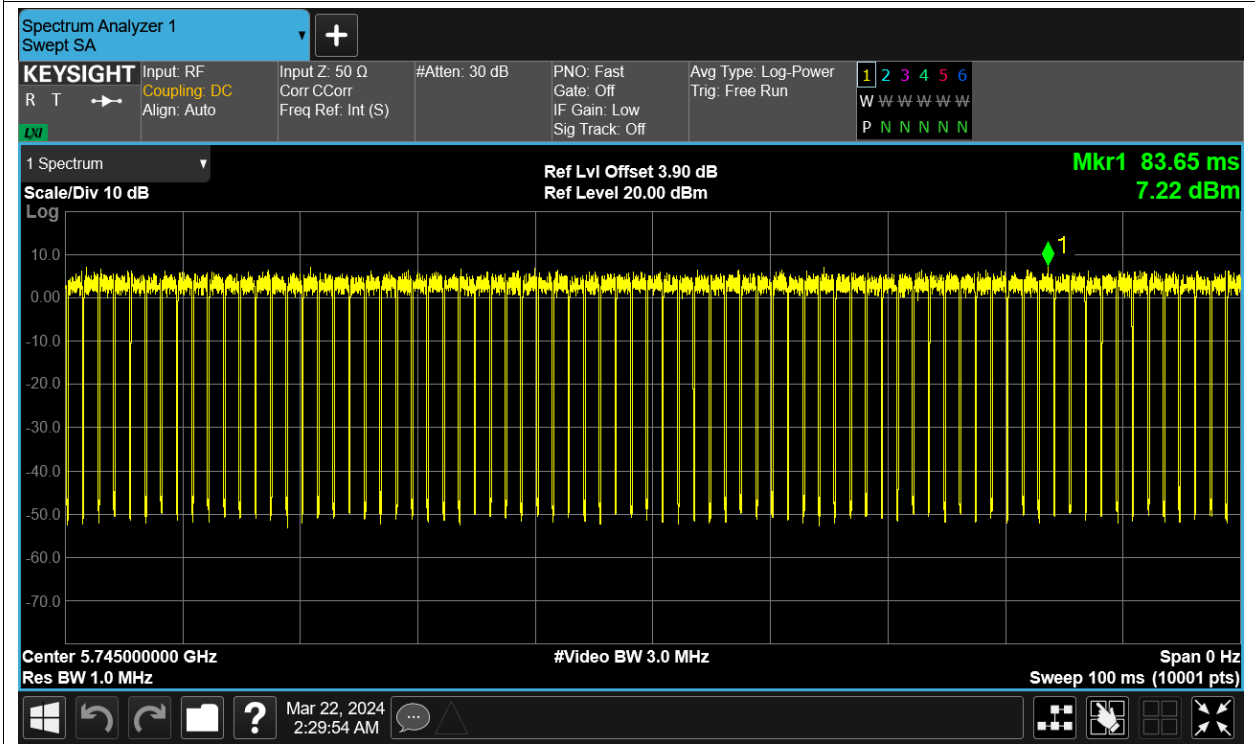 Spectrum Analyzer 1
Swept SA
+
KEYSIGHT
R T
LXI
Input: RF
Coupling: DC
Align: Auto
Input Z: 50 Ω
Corr CCorr
Freq Ref: Int (S)
#Atten: 30 dB
PNO: Fast
Gate: Off
IF Gain: Low
Sig Track: Off
Avg Type: Log-Power
Trig: Free Run
1 2 3 4 5 6
W W W W W W
P N N N N N
1 Spectrum
Scale/Div 10 dB
Log
Ref Lvl Offset 3.90 dB
Ref Level 20.00 dBm
Mkr1 83.65 ms
7.22 dBm
1
10.0
0.00
-10.0
-20.0
-30.0
-40.0
-50.0
-60.0
-70.0
Center 5.745000000 GHz
Res BW 1.0 MHz
#Video BW 3.0 MHz
Span 0 Hz
Sweep 100 ms (10001 pts)
?
Mar 22, 2024
2:29:54 AM